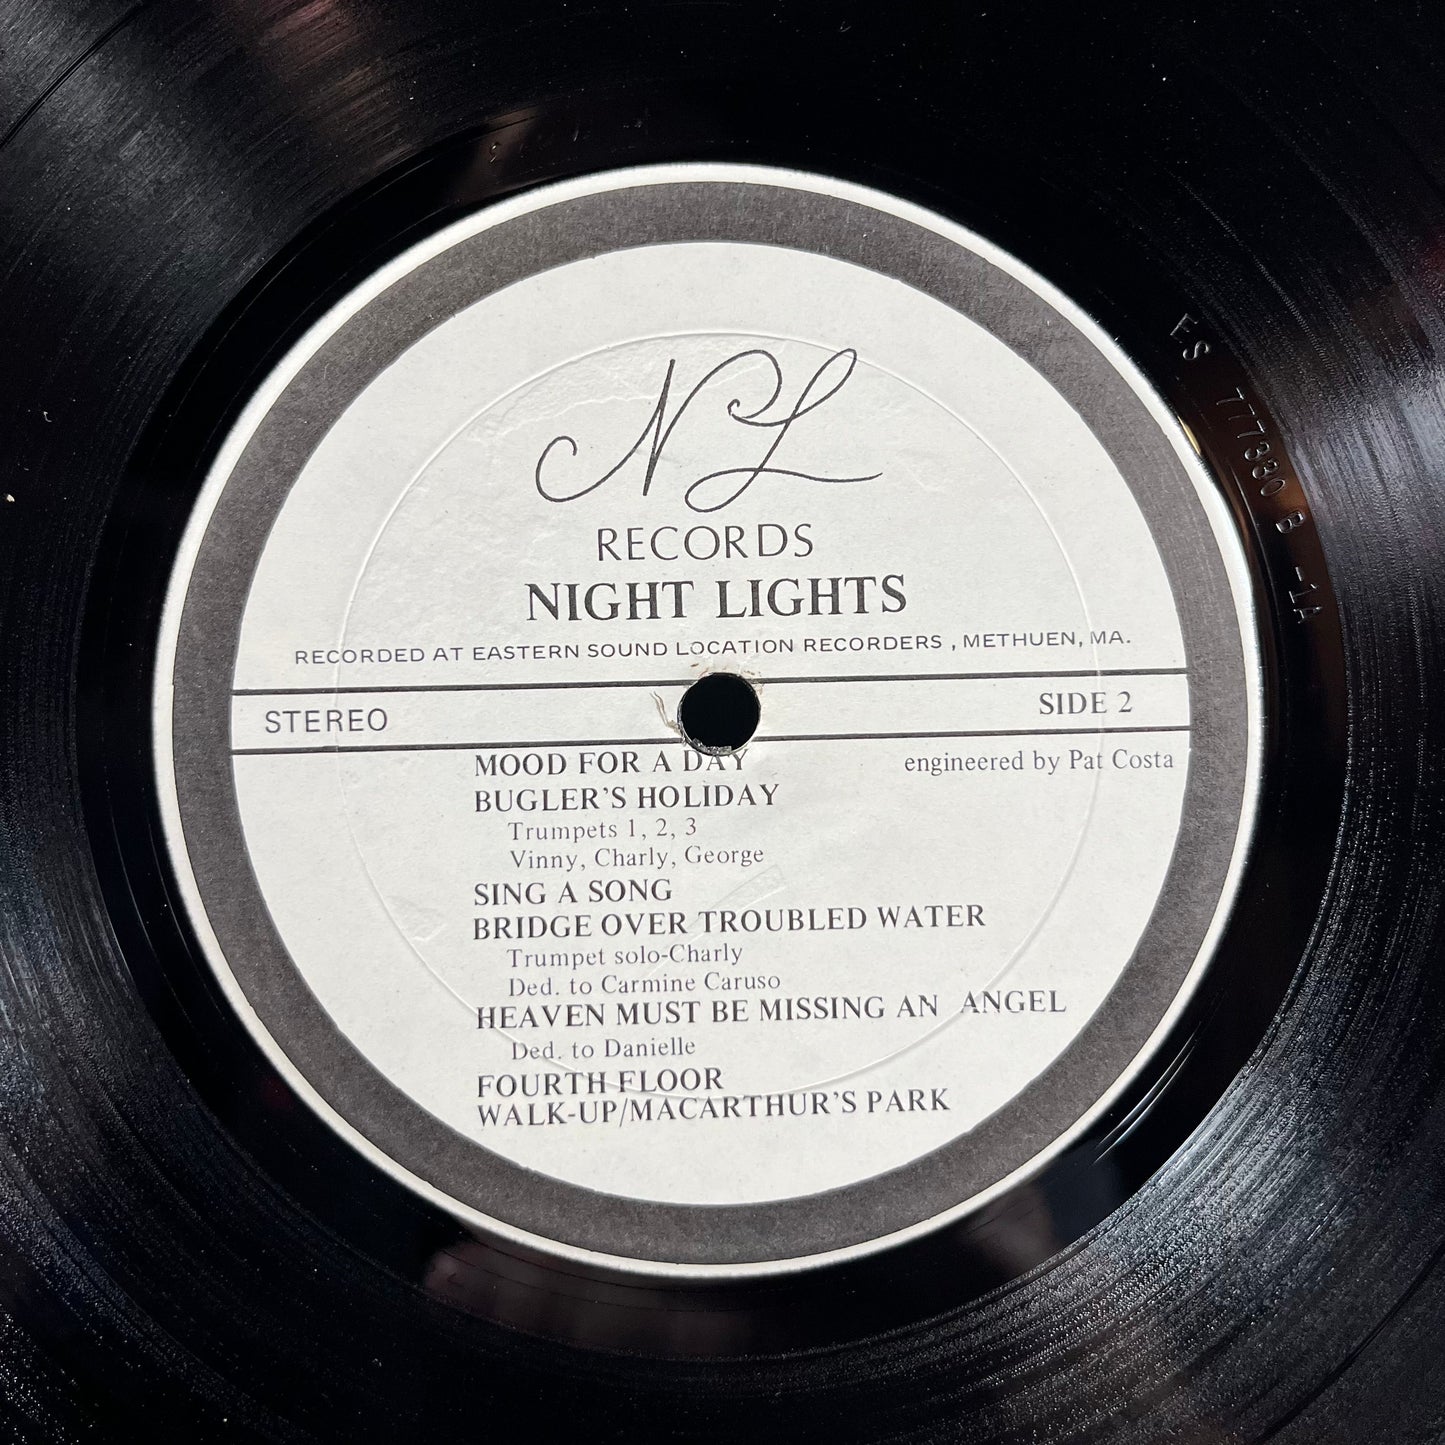 NL
RECORDS
NIGHT LIGHTS
RECORDED AT EASTERN SOUND LOCATION RECORDERS , METHUEN, MA.
STEREO
SIDE 2
MOOD FOR A DAY
engineered by Pat Costa
BUGLER'S HOLIDAY
Trumpets 1, 2, 3
Vinny, Charly, George
SING A SONG
BRIDGE OVER TROUBLED WATER
Trumpet solo-Charly
Ded. to Carmine Caruso
HEAVEN MUST BE MISSING AN ANGEL
Ded. to Danielle
FOURTH FLOOR
WALK-UP/MACARTHUR'S PARK
ES 777330 B -1A